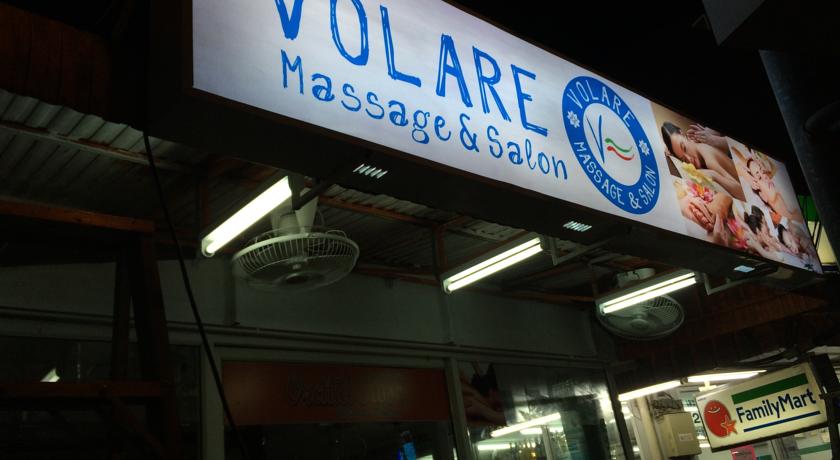 VOLARE
Massage & Salon
VOLARE
V
MASSAGE & SALON
FamilyMart